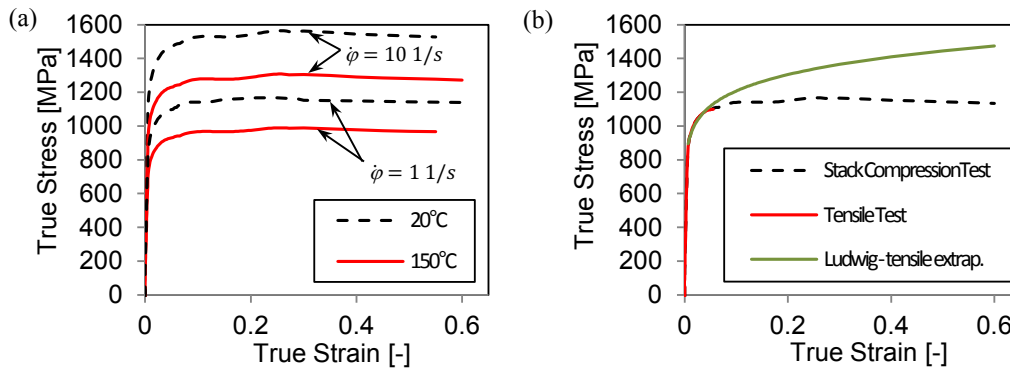 (a)
True Stress [MPa]
1600
1400
1200
1000
800
600
400
200
0
0
0.2
0.4
0.6
True Strain [-]
φ̇ = 10 1/s
φ̇ = 1 1/s
20°C
150°C
(b)
True Stress [MPa]
1600
1400
1200
1000
800
600
400
200
0
0
0.2
0.4
0.6
True Strain [-]
Stack Compression Test
Tensile Test
Ludwig - tensile extrap.